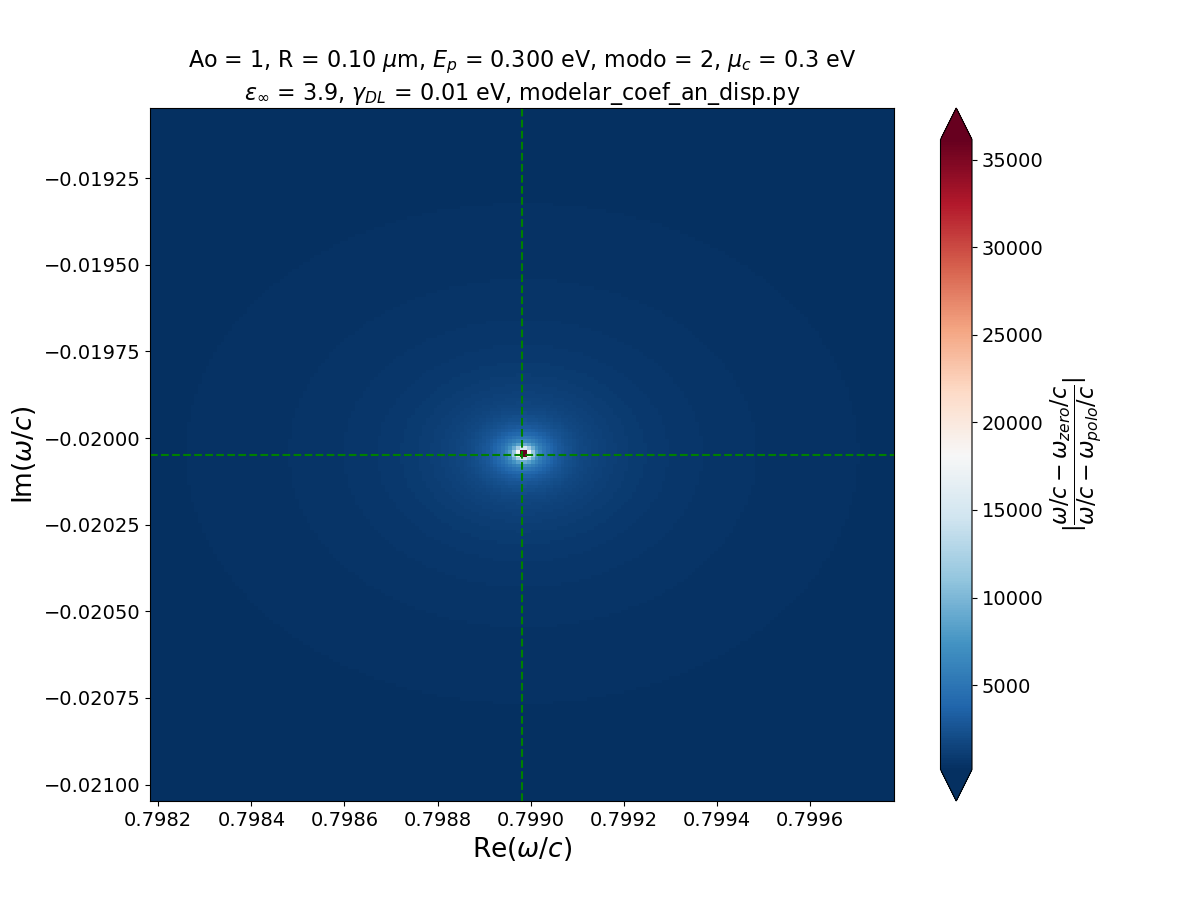 Ao = 1, R = 0.10 μm, E_p = 0.300 eV, modo = 2, μ_c = 0.3 eV
ε_∞ = 3.9, γ_DL = 0.01 eV, modelar_coef_an_disp.py
Im(ω/c)
−0.01925
−0.01950
−0.01975
−0.02000
−0.02025
−0.02050
−0.02075
−0.02100
0.7982 0.7984 0.7986 0.7988 0.7990 0.7992 0.7994 0.7996
Re(ω/c)
35000
30000
25000
20000
15000
10000
5000
|ω/c − ω_zero/c|
|ω/c − ω_polo/c|